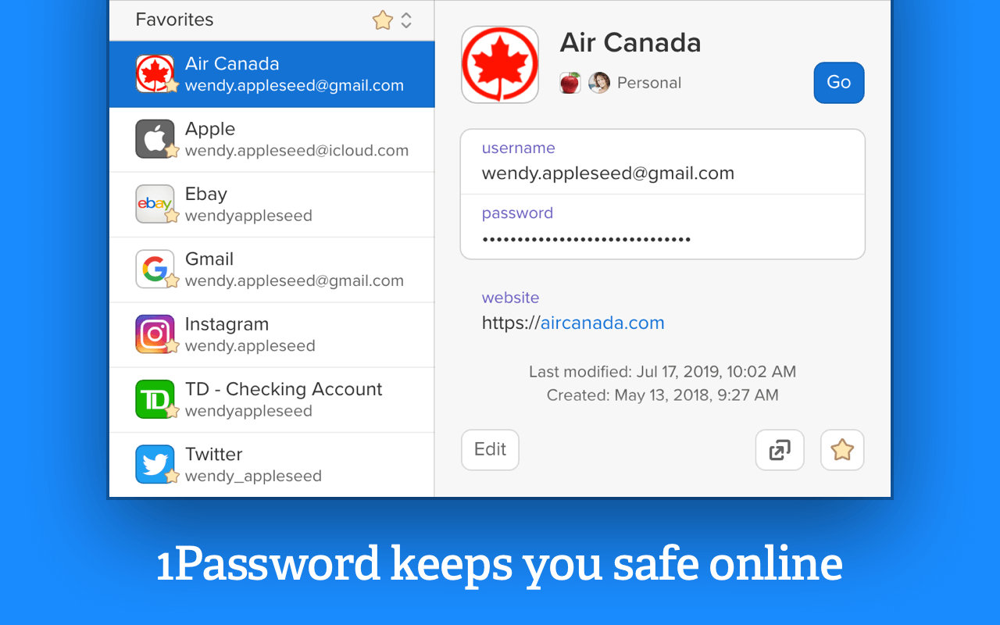 Favorites
Air Canada
wendy.appleseed@gmail.com
Apple
wendy.appleseed@icloud.com
ebay
Ebay
wendyappleseed
Gmail
wendy.appleseed@gmail.com
Instagram
wendy.appleseed
TD
TD - Checking Account
wendyappleseed
Twitter
wendy_appleseed
Air Canada
Personal
Go
username
wendy.appleseed@gmail.com
password
••••••••••••••••••••••••••••
website
https://aircanada.com
Last modified: Jul 17, 2019, 10:02 AM
Created: May 13, 2018, 9:27 AM
Edit
1Password keeps you safe online